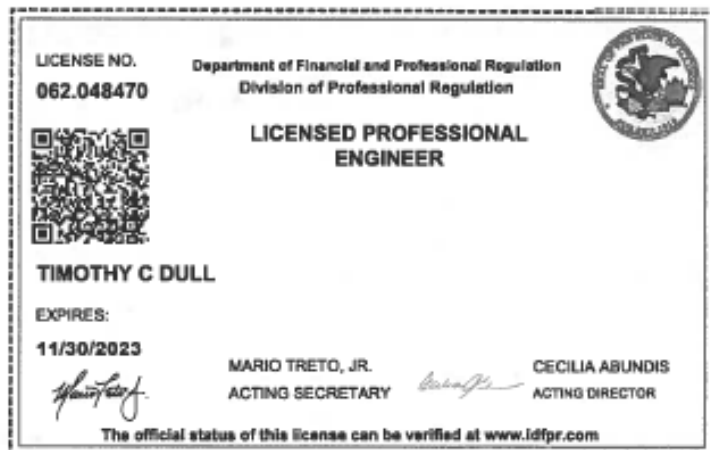 LICENSE NO.
062.048470
Department of Financial and Professional Regulation
Division of Professional Regulation
LICENSED PROFESSIONAL
ENGINEER
TIMOTHY C DULL
EXPIRES:
11/30/2023
MARIO TRETO, JR.
ACTING SECRETARY
CECILIA ABUNDIS
ACTING DIRECTOR
The official status of this license can be verified at www.idfpr.com